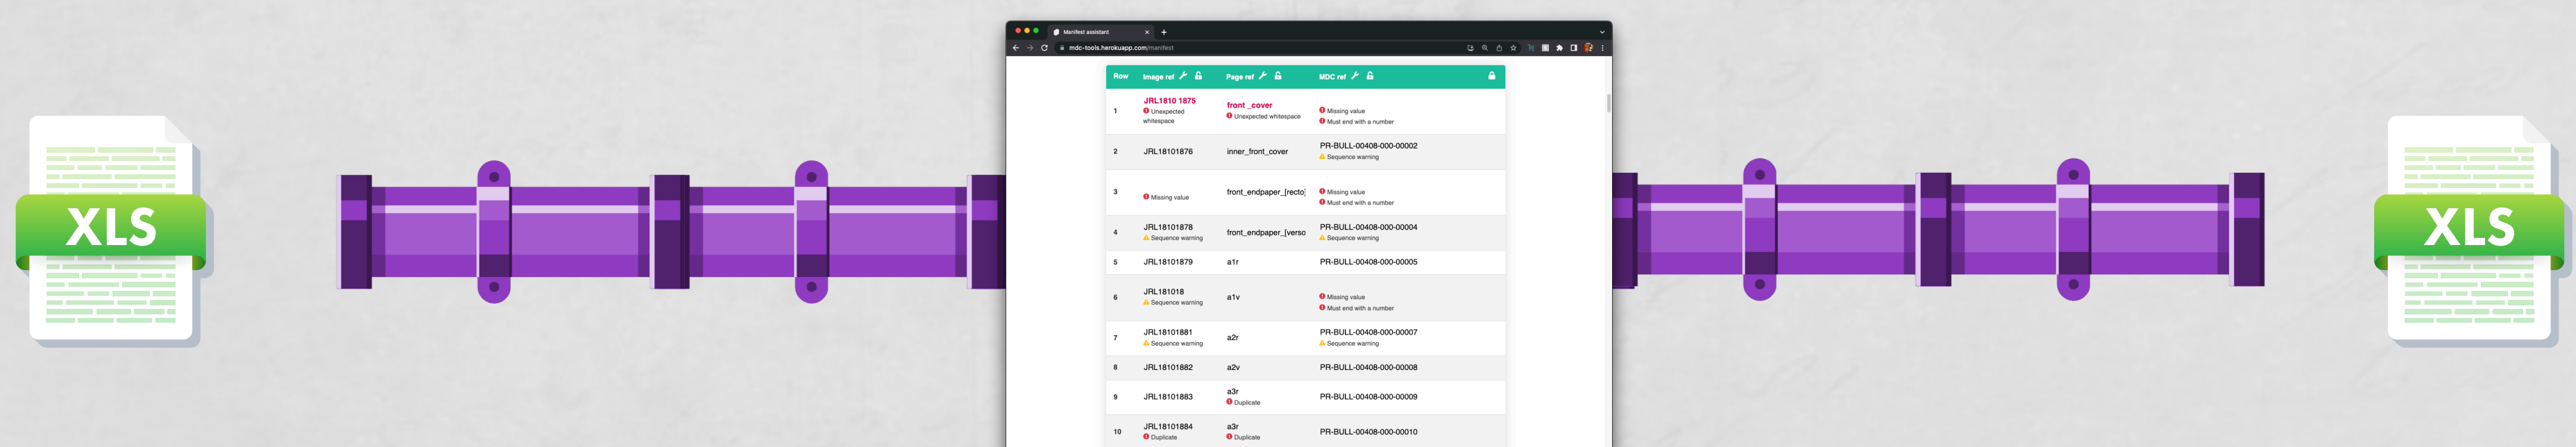 XLS
Manifest assistant
mdc-tools.herokuapp.com/manifest
Row Image ref Page ref MDC ref
1 JRL1810 1875 front _cover
Unexpected whitespace Unexpected whitespace Missing value
Must end with a number
2 JRL18101876 inner_front_cover PR-BULL-00408-000-00002
Sequence warning
3 Missing value front_endpaper_[recto] Missing value
Must end with a number
4 JRL18101878 front_endpaper_[verso PR-BULL-00408-000-00004
Sequence warning Sequence warning
5 JRL18101879 a1r PR-BULL-00408-000-00005
6 JRL181018 a1v Missing value
Sequence warning Must end with a number
7 JRL18101881 a2r PR-BULL-00408-000-00007
Sequence warning Sequence warning
8 JRL18101882 a2v PR-BULL-00408-000-00008
9 JRL18101883 a3r PR-BULL-00408-000-00009
Duplicate
10 JRL18101884 a3r PR-BULL-00408-000-00010
Duplicate Duplicate
XLS